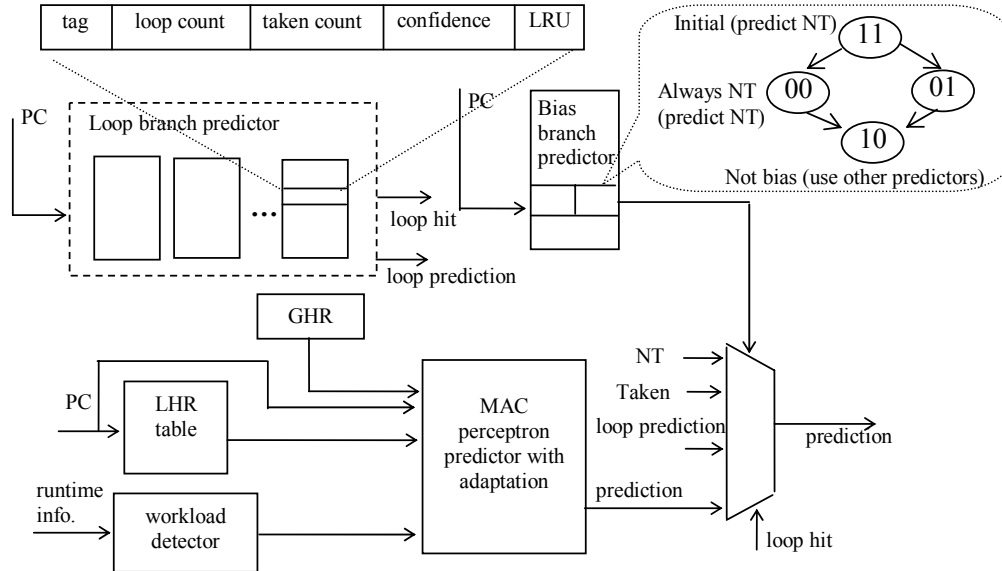 tag loop count taken count confidence LRU
Initial (predict NT)
11
00
01
Always NT
(predict NT)
10
Not bias (use other predictors)
PC
Loop branch predictor
...
loop hit
loop prediction
PC
Bias
branch
predictor
GHR
PC
LHR
table
runtime
info.
workload
detector
MAC
perceptron
predictor with
adaptation
NT
Taken
loop prediction
prediction
prediction
loop hit